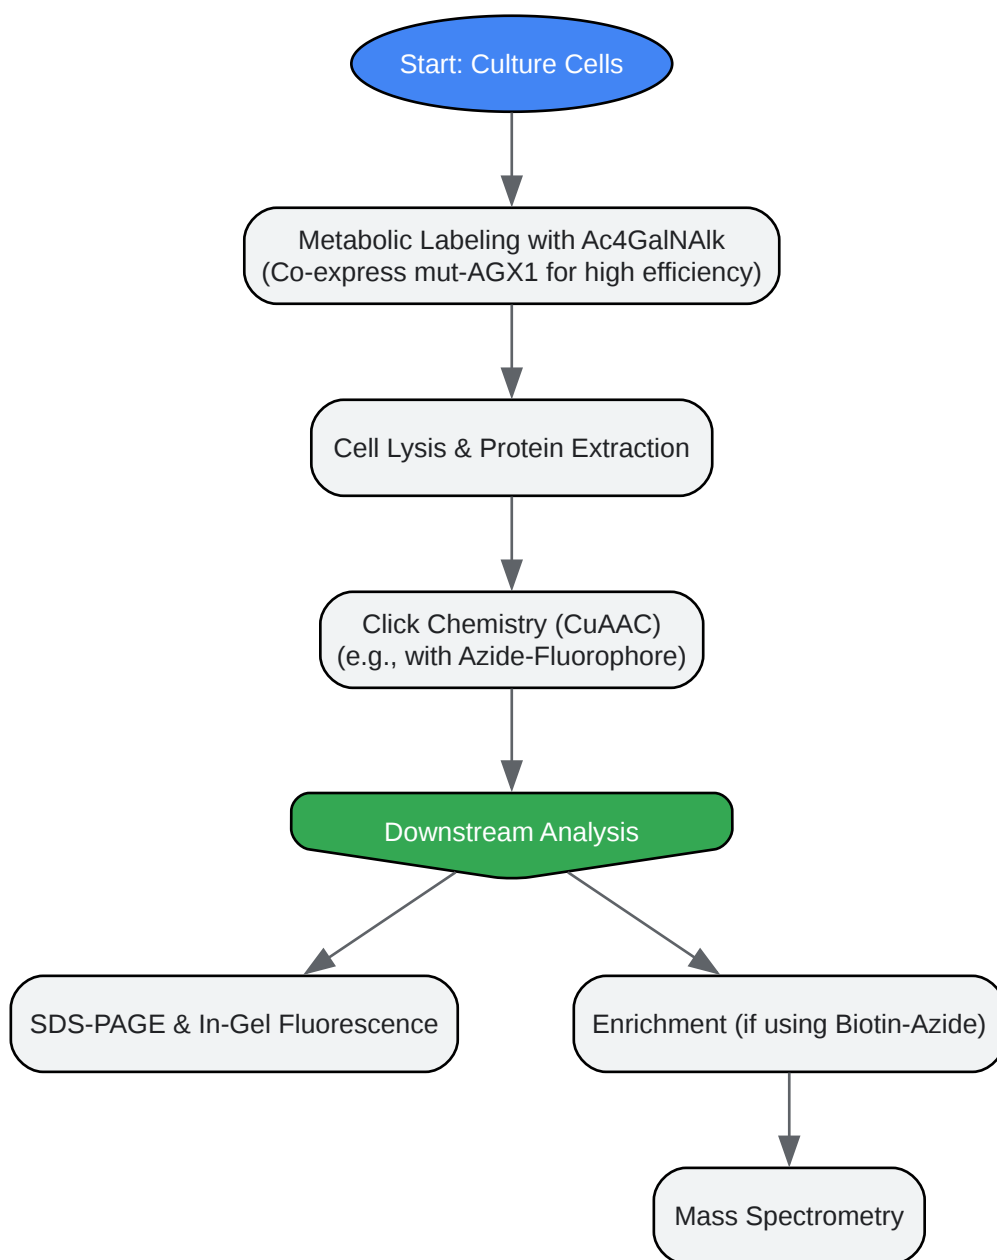 Start: Culture Cells
Metabolic Labeling with Ac4GalNAlk
(Co-express mut-AGX1 for high efficiency)
Cell Lysis & Protein Extraction
Click Chemistry (CuAAC)
(e.g., with Azide-Fluorophore)
Downstream Analysis
SDS-PAGE & In-Gel Fluorescence
Enrichment (if using Biotin-Azide)
Mass Spectrometry